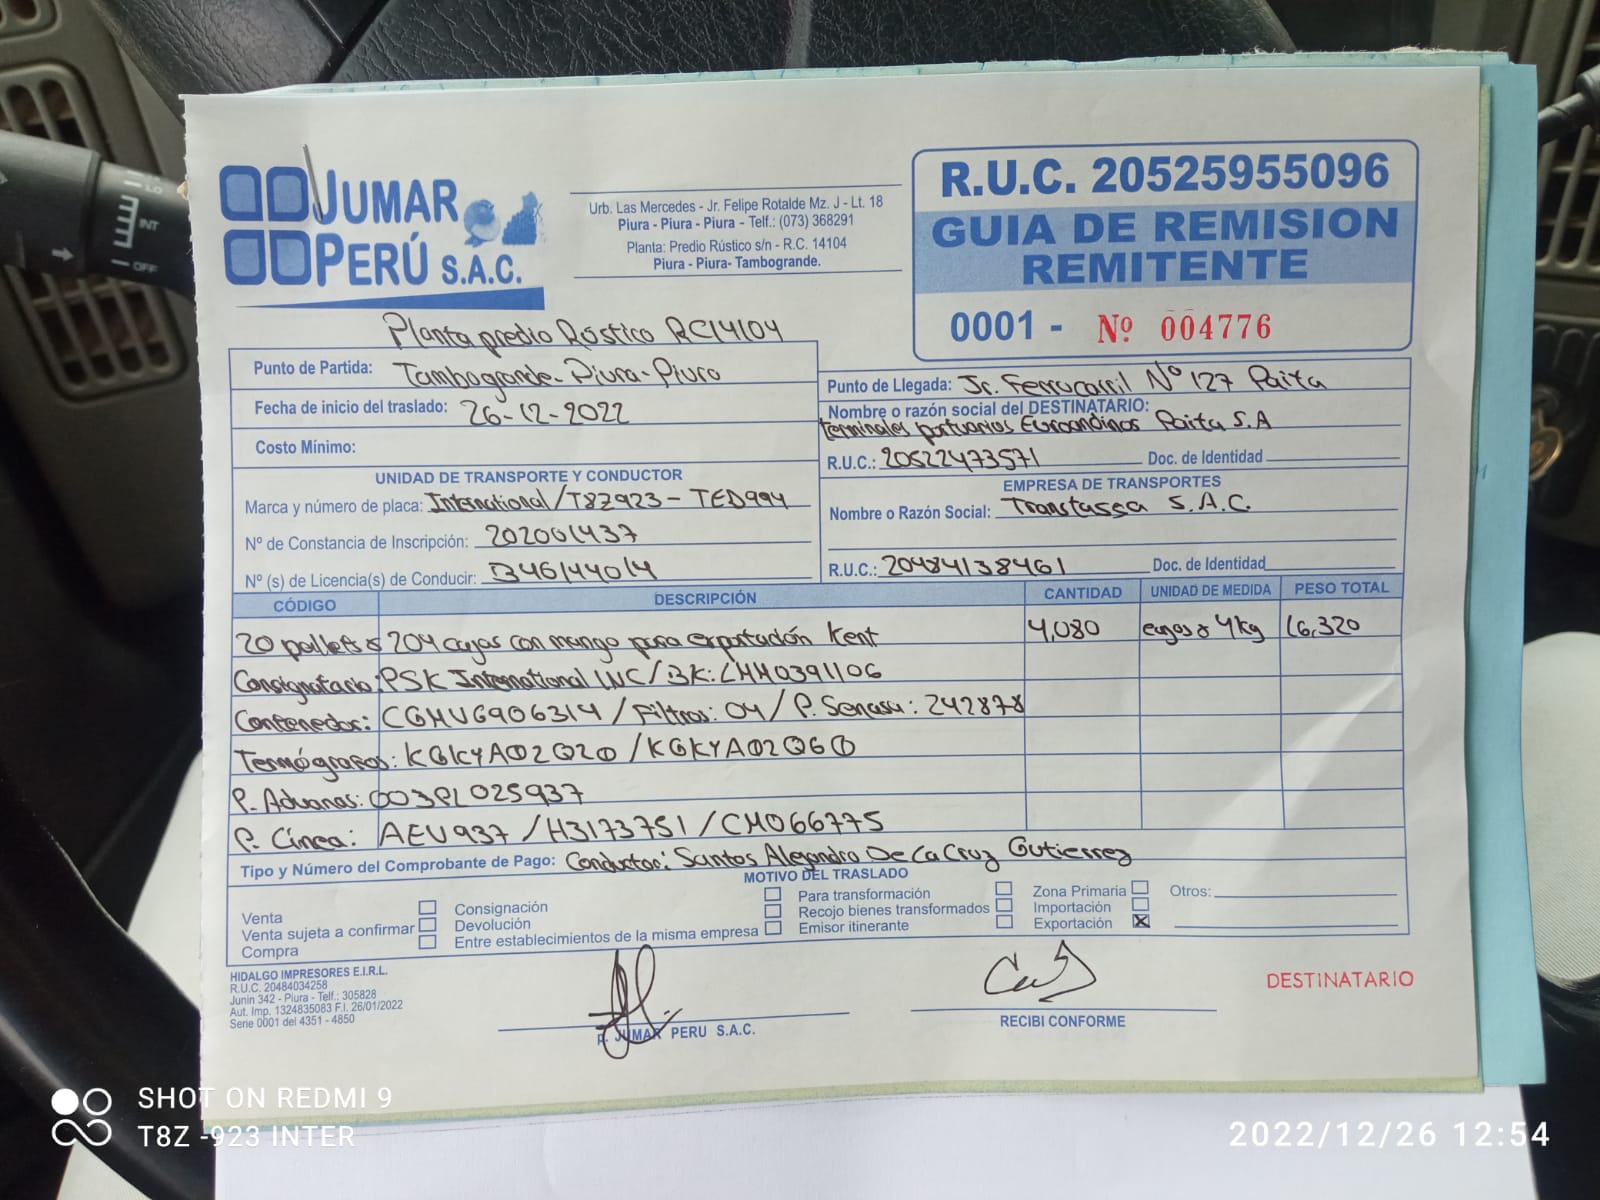 JUMAR
PERÚ S.A.C.
Urb. Las Mercedes - Jr. Felipe Rotalde Mz. J - Lt. 18
Piura - Piura - Piura - Telf.: (073) 368291
Planta: Predio Rústico s/n - R.C. 14104
Piura - Piura- Tambogrande.
R.U.C. 20525955096
GUIA DE REMISION
REMITENTE
0001 - Nº 004776
Planta predio Rústico RC14104
Punto de Partida: Tambogrande-Piura-Piura
Fecha de inicio del traslado: 26-12-2022
Costo Mínimo:
Punto de Llegada: Jr. Ferrocarril Nº 127 Paita
Nombre o razón social del DESTINATARIO:
terminales portuarios Euroandinos Paita S.A
R.U.C.: 20522473571 Doc. de Identidad
UNIDAD DE TRANSPORTE Y CONDUCTOR
Marca y número de placa: International/T8Z923-TED994
Nº de Constancia de Inscripción: 202001437
Nº (s) de Licencia(s) de Conducir: B46144014
EMPRESA DE TRANSPORTES
Nombre o Razón Social: Transtassa S.A.C.
R.U.C.: 20484138461 Doc. de Identidad
CÓDIGO DESCRIPCIÓN CANTIDAD UNIDAD DE MEDIDA PESO TOTAL
20 pallets 204 cajas con mango para exportación Kent 4,080 4kg 16,320
Consignatario: PSK International INC/BK: LMM0391106
Contenedor: CGMU6906314/Filtros: 04/P. Senasa: 242878
Termógrafos: KGKYA02020/KGKYA02060
P. Aduanas: 003PL025937
P. Línea: AEU937/H3173751/CM066775
Tipo y Número del Comprobante de Pago: Conductor: Santos Alejandro De La Cruz Gutierrez
MOTIVO DEL TRASLADO
Venta
Venta sujeta a confirmar
Compra
Consignación
Devolución
Entre establecimientos de la misma empresa
Para transformación
Recojo bienes transformados
Emisor itinerante
Zona Primaria
Importación
Exportación X
Otros:
HIDALGO IMPRESORES E.I.R.L.
R.U.C. 20484034258
Junin 342 - Piura - Telf.: 305828
Aut. Imp. 1324835083 F.I. 26/01/2022
Serie 0001 del 4351 - 4850
p. JUMAR PERU S.A.C.
RECIBI CONFORME
DESTINATARIO
INT
OFF
SHOT ON REDMI 9
T8Z -923 INTER
2022/12/26 12:54